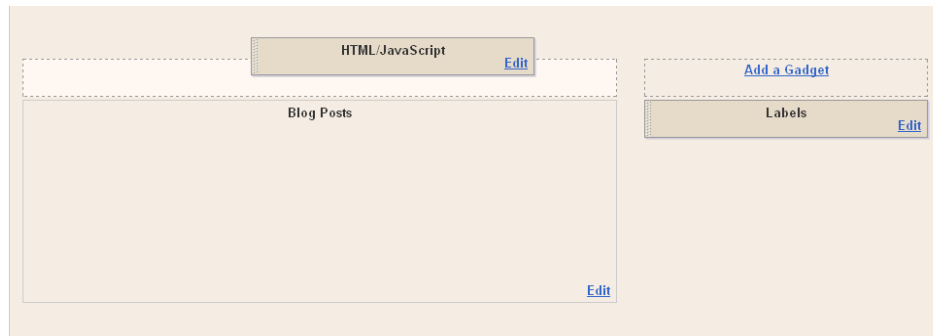 HTML/JavaScript
Edit
Add a Gadget
Blog Posts
Labels
Edit
Edit